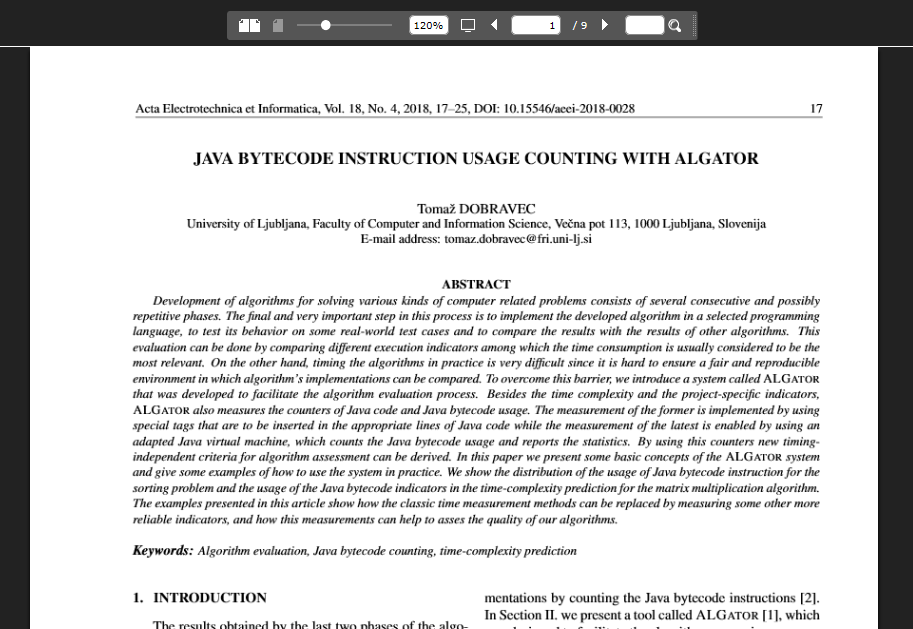 120%
1
/ 9
Acta Electrotechnica et Informatica, Vol. 18, No. 4, 2018, 17–25, DOI: 10.15546/aeei-2018-0028 17
JAVA BYTECODE INSTRUCTION USAGE COUNTING WITH ALGATOR
Tomaž DOBRAVEC
University of Ljubljana, Faculty of Computer and Information Science, Večna pot 113, 1000 Ljubljana, Slovenija
E-mail address: tomaz.dobravec@fri.uni-lj.si
ABSTRACT
Development of algorithms for solving various kinds of computer related problems consists of several consecutive and possibly
repetitive phases. The final and very important step in this process is to implement the developed algorithm in a selected programming
language, to test its behavior on some real-world test cases and to compare the results with the results of other algorithms. This
evaluation can be done by comparing different execution indicators among which the time consumption is usually considered to be the
most relevant. On the other hand, timing the algorithms in practice is very difficult since it is hard to ensure a fair and reproducible
environment in which algorithm's implementations can be compared. To overcome this barrier, we introduce a system called ALGATOR
that was developed to facilitate the algorithm evaluation process. Besides the time complexity and the project-specific indicators,
ALGATOR also measures the counters of Java code and Java bytecode usage. The measurement of the former is implemented by using
special tags that are to be inserted in the appropriate lines of Java code while the measurement of the latest is enabled by using an
adapted Java virtual machine, which counts the Java bytecode usage and reports the statistics. By using this counters new timing-
independent criteria for algorithm assessment can be derived. In this paper we present some basic concepts of the ALGATOR system
and give some examples of how to use the system in practice. We show the distribution of the usage of Java bytecode instruction for the
sorting problem and the usage of the Java bytecode indicators in the time-complexity prediction for the matrix multiplication algorithm.
The examples presented in this article show how the classic time measurement methods can be replaced by measuring some other more
reliable indicators, and how this measurements can help to asses the quality of our algorithms.
Keywords: Algorithm evaluation, Java bytecode counting, time-complexity prediction
1. INTRODUCTION
The results obtained by the last two phases of the algo-
mentations by counting the Java bytecode instructions [2].
In Section II. we present a tool called ALGATOR [1], which